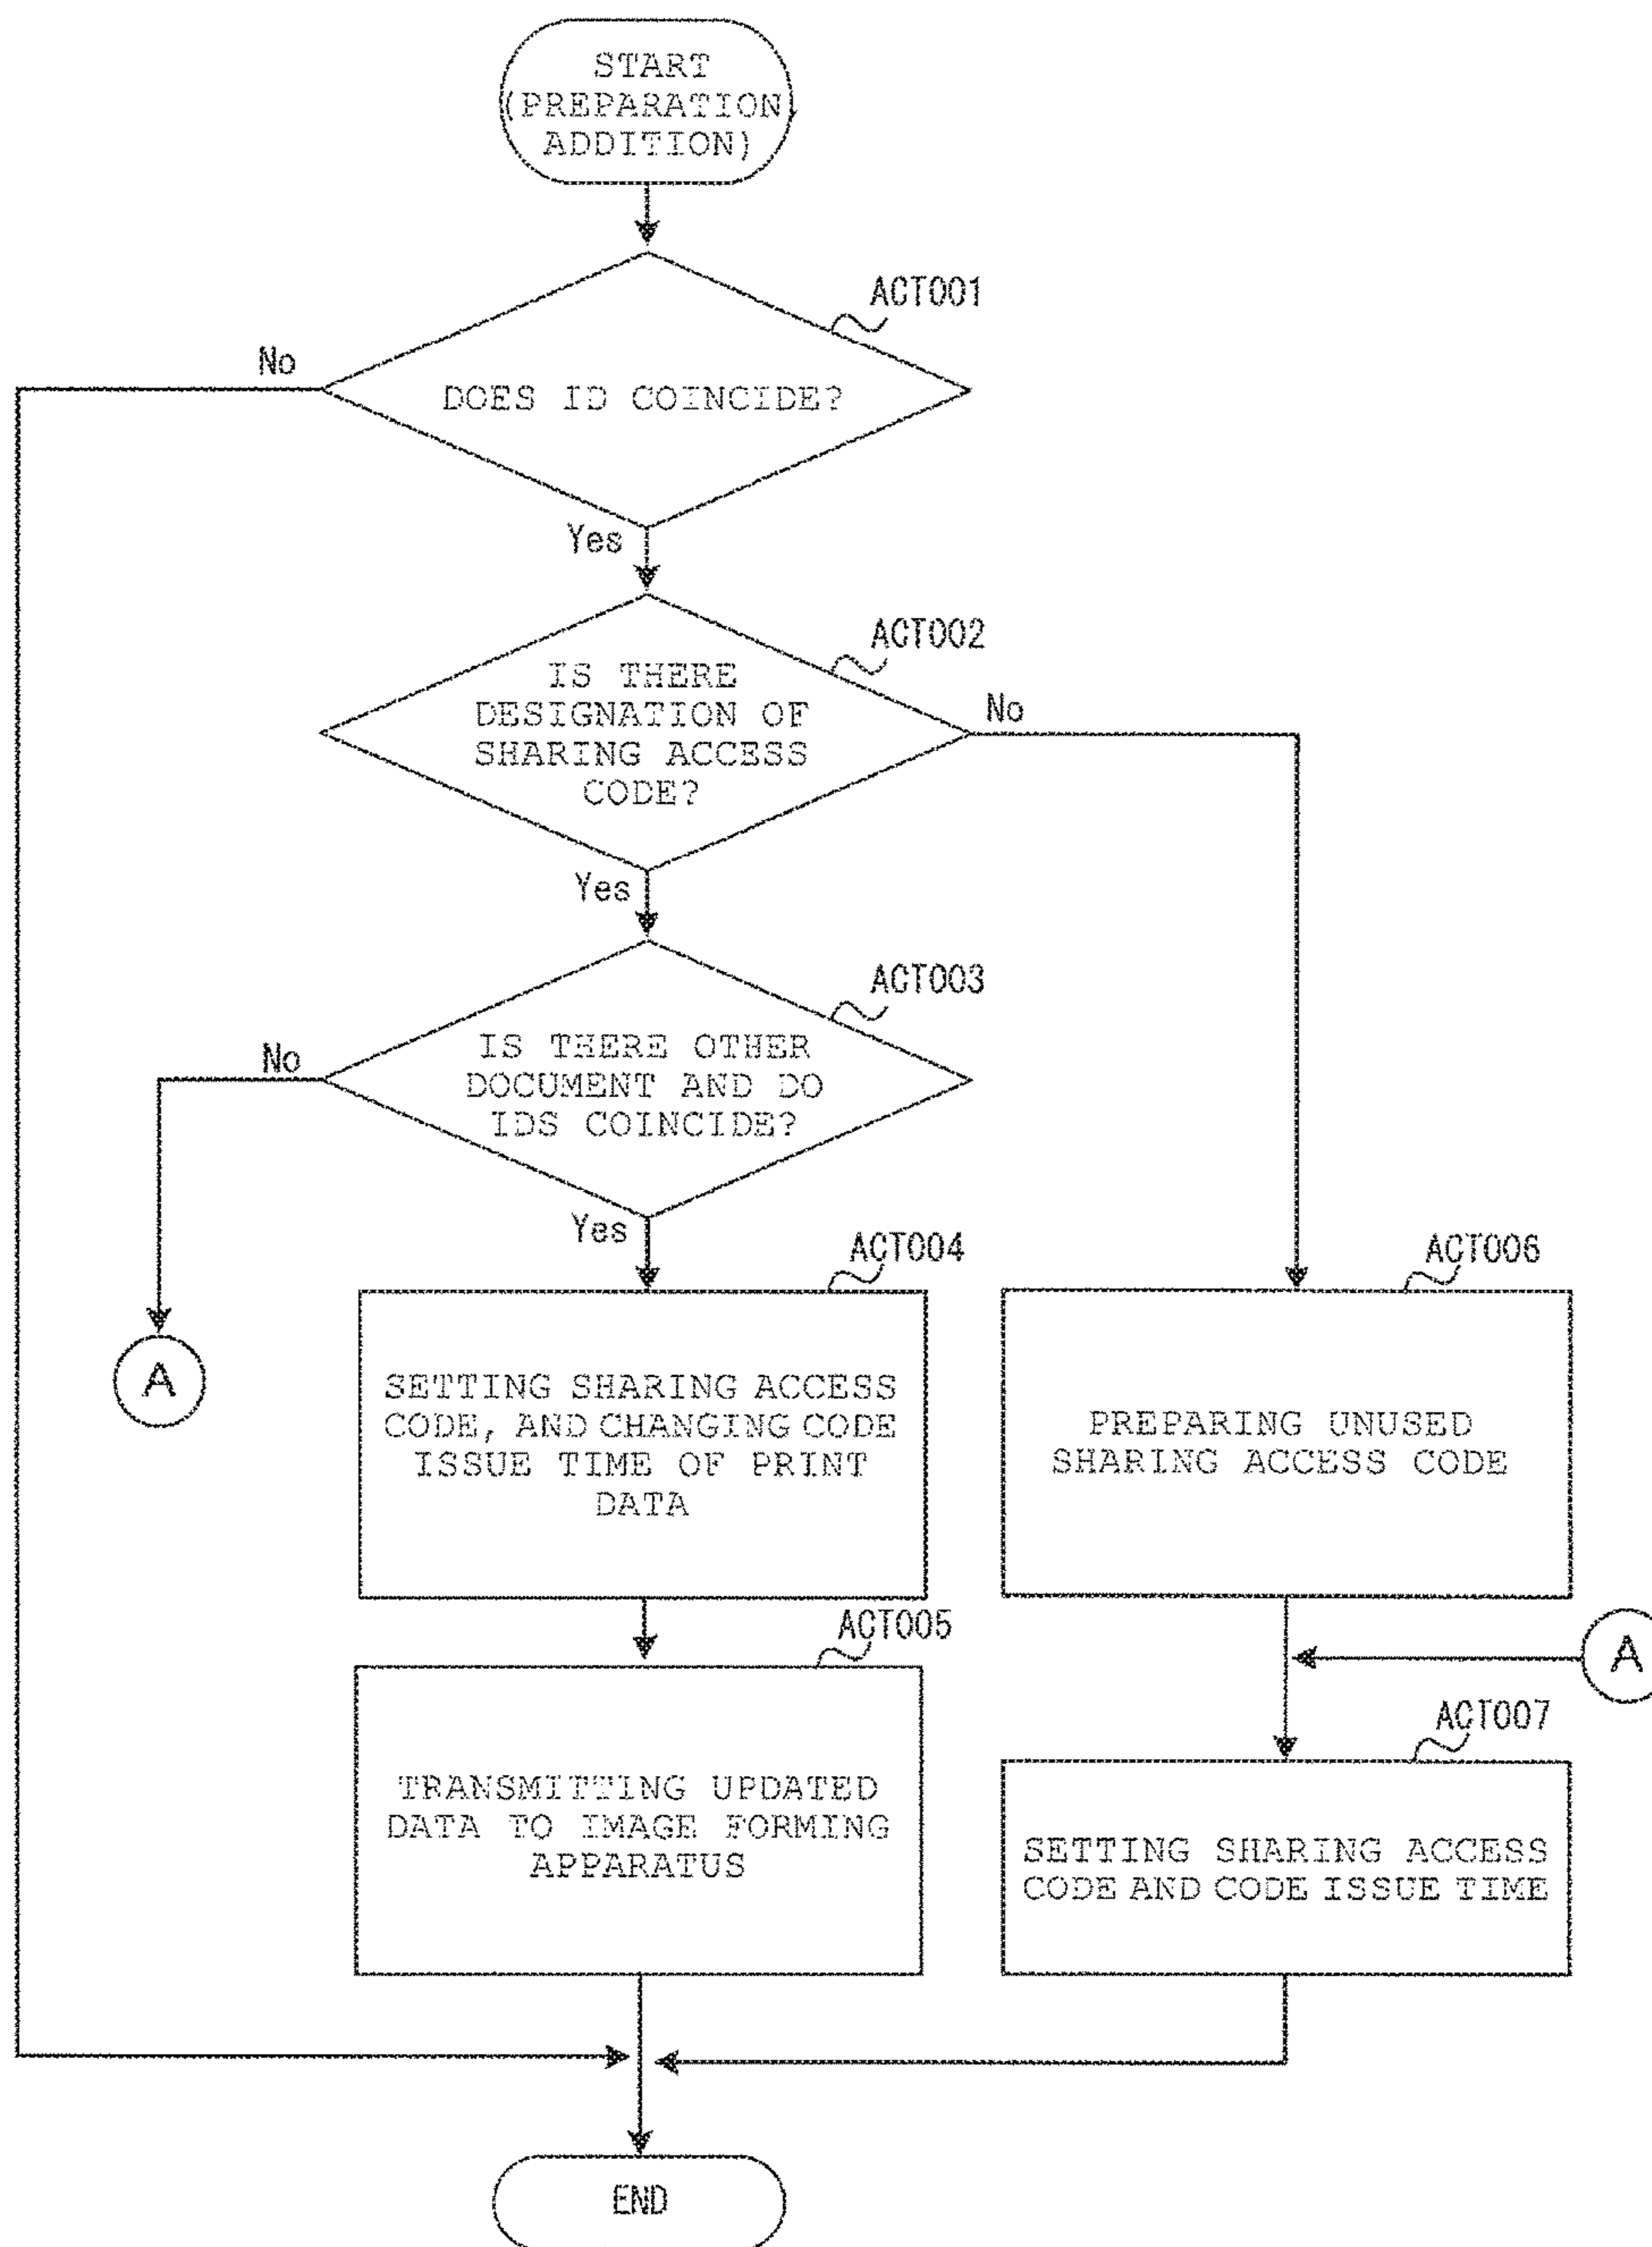 START
(PREPARATION,
ADDITION)
ACT001
No
DOES ID COINCIDE?
Yes
ACT002
IS THERE
DESIGNATION OF
SHARING ACCESS
CODE?
No
Yes
ACT003
No
IS THERE OTHER
DOCUMENT AND DO
IDS COINCIDE?
Yes
ACT004
ACT006
A
SETTING SHARING ACCESS
CODE, AND CHANGING CODE
ISSUE TIME OF PRINT
DATA
PREPARING UNUSED
SHARING ACCESS CODE
ACT005
A
ACT007
TRANSMITTING UPDATED
DATA TO IMAGE FORMING
APPARATUS
SETTING SHARING ACCESS
CODE AND CODE ISSUE TIME
END